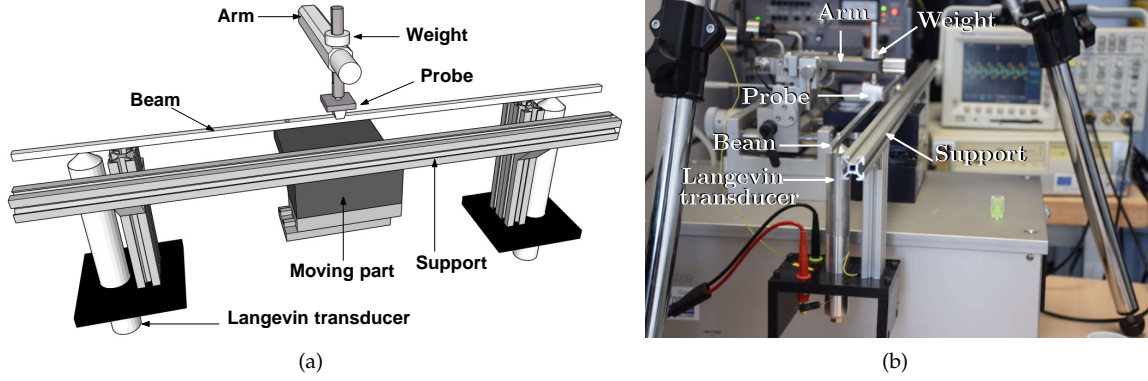 Arm
Weight
Probe
Beam
Moving part
Support
Langevin transducer
(a)
Arm
Weight
Probe
Beam
Support
Langevin
transducer
(b)